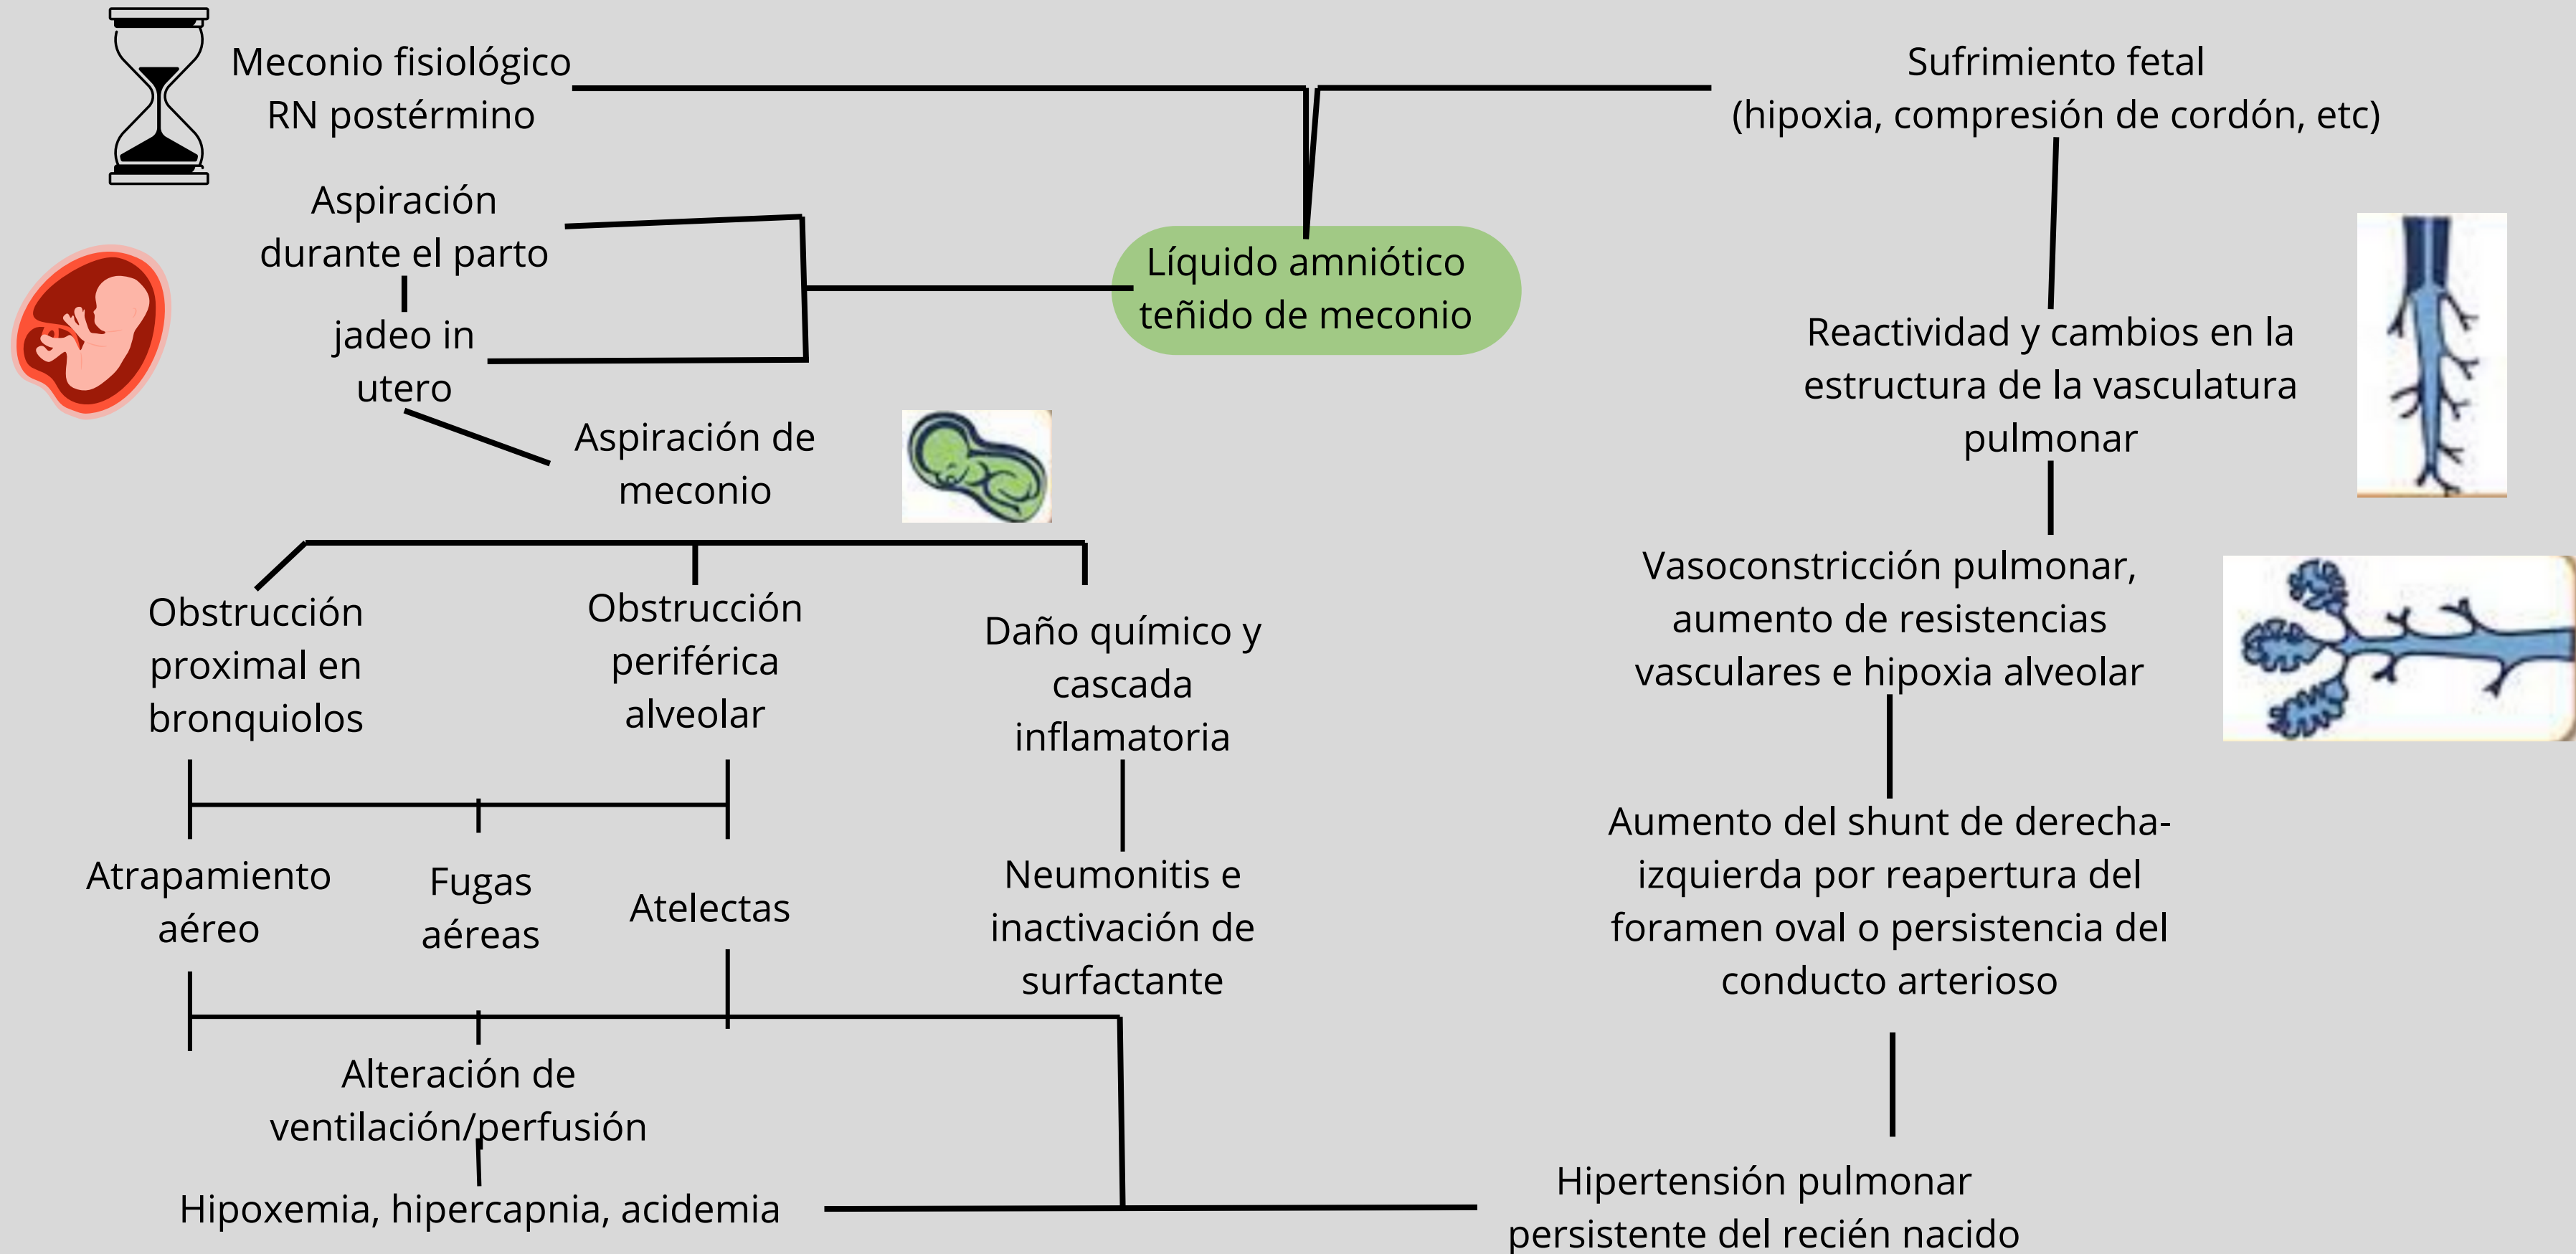 Meconio fisiológico
RN postérmino
Sufrimiento fetal
(hipoxia, compresión de cordón, etc)
Aspiración
durante el parto
Líquido amniótico
teñido de meconio
jadeo in
utero
Reactividad y cambios en la
estructura de la vasculatura
pulmonar
Aspiración de
meconio
Obstrucción
proximal en
bronquiolos
Obstrucción
periférica
alveolar
Daño químico y
cascada
inflamatoria
Vasoconstricción pulmonar,
aumento de resistencias
vasculares e hipoxia alveolar
Atrapamiento
aéreo
Fugas
aéreas
Atelectas
Neumonitis e
inactivación de
surfactante
Aumento del shunt de derecha-
izquierda por reapertura del
foramen oval o persistencia del
conducto arterioso
Alteración de
ventilación/perfusión
Hipoxemia, hipercapnia, acidemia
Hipertensión pulmonar
persistente del recién nacido